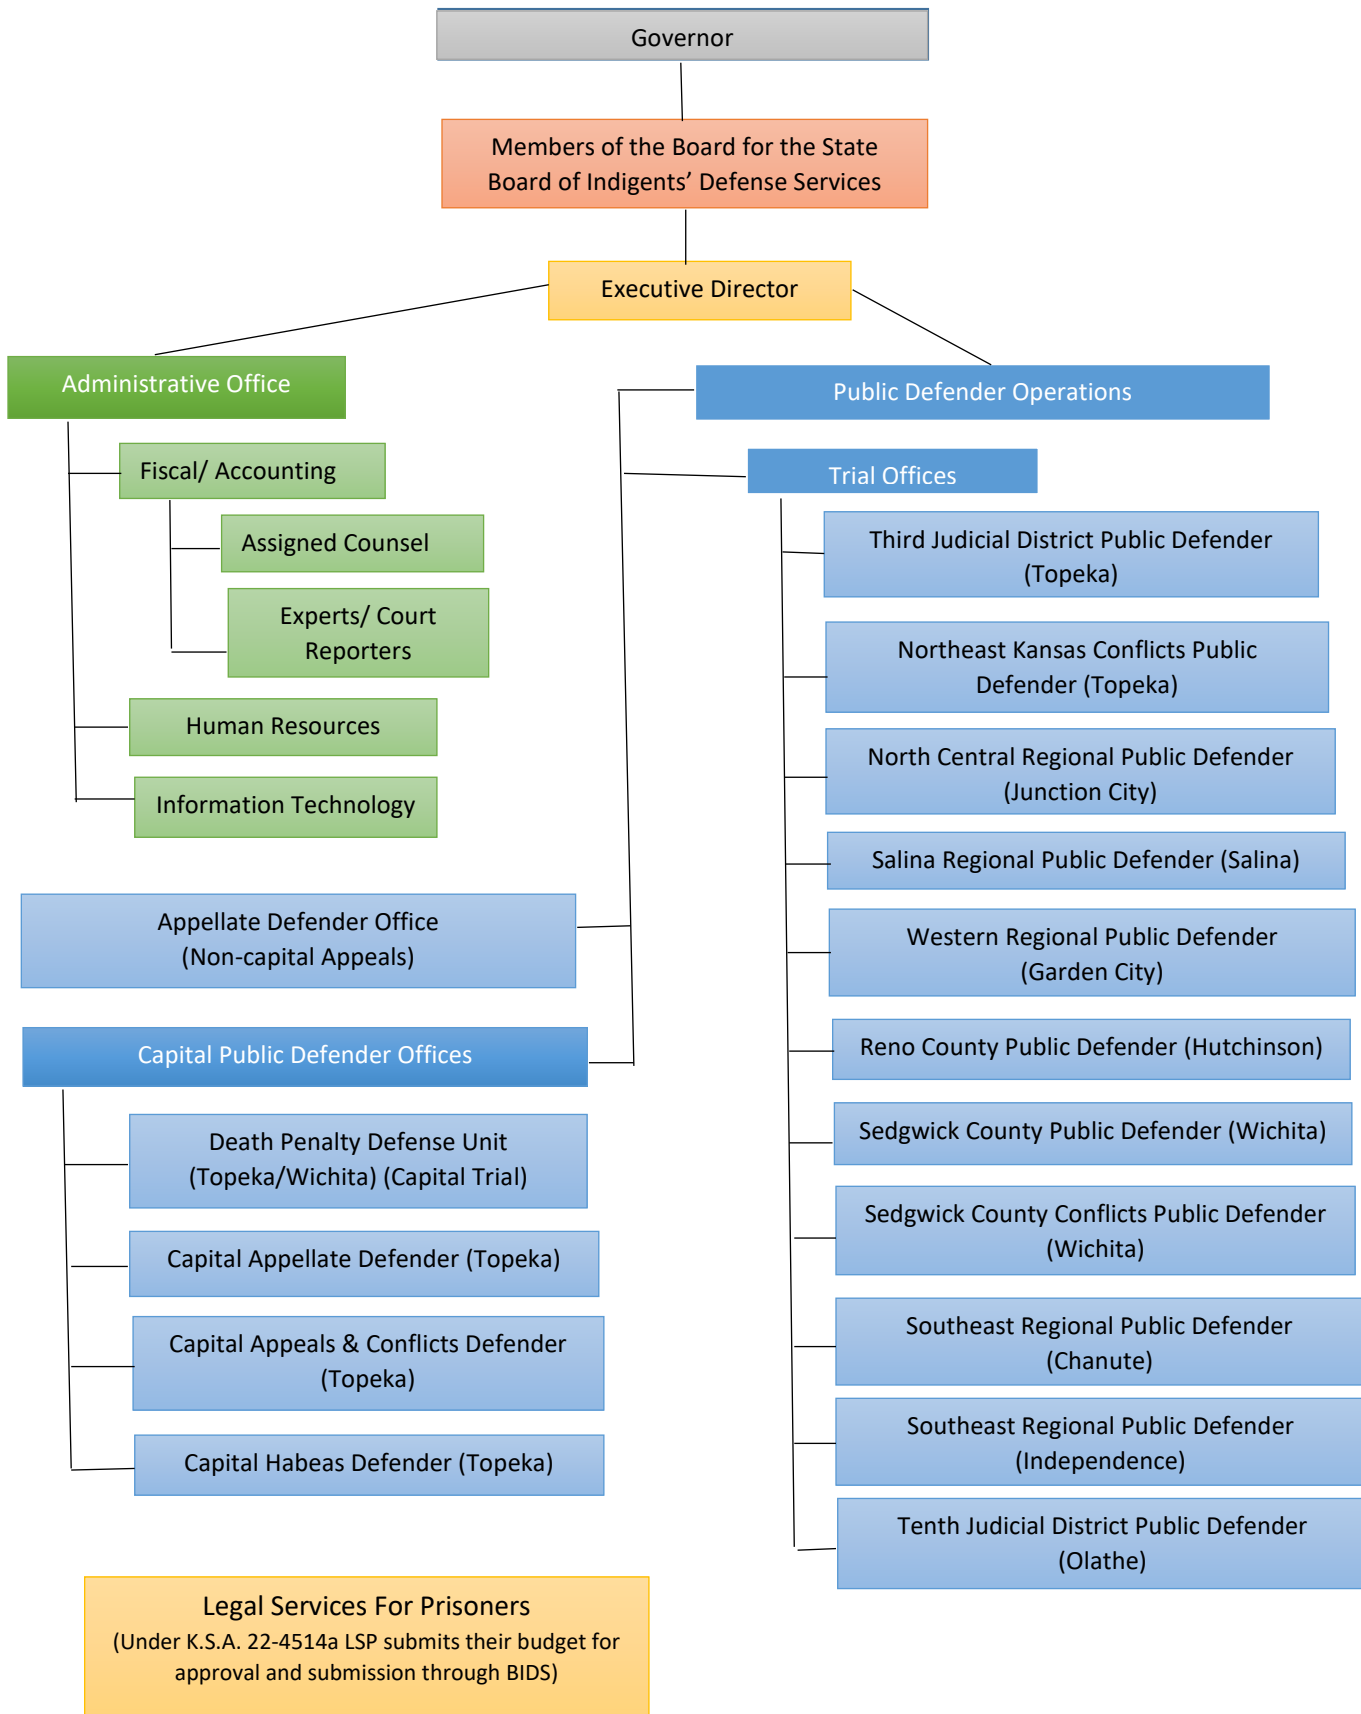 Governor
Members of the Board for the State
Board of Indigents’ Defense Services
Executive Director
Administrative Office
Fiscal/ Accounting
Assigned Counsel
Experts/ Court
Reporters
Human Resources
Information Technology
Public Defender Operations
Trial Offices
Third Judicial District Public Defender
(Topeka)
Northeast Kansas Conflicts Public
Defender (Topeka)
North Central Regional Public Defender
(Junction City)
Salina Regional Public Defender (Salina)
Western Regional Public Defender
(Garden City)
Reno County Public Defender (Hutchinson)
Sedgwick County Public Defender (Wichita)
Sedgwick County Conflicts Public Defender
(Wichita)
Southeast Regional Public Defender
(Chanute)
Southeast Regional Public Defender
(Independence)
Tenth Judicial District Public Defender
(Olathe)
Appellate Defender Office
(Non-capital Appeals)
Capital Public Defender Offices
Death Penalty Defense Unit
(Topeka/Wichita) (Capital Trial)
Capital Appellate Defender (Topeka)
Capital Appeals & Conflicts Defender
(Topeka)
Capital Habeas Defender (Topeka)
Legal Services For Prisoners
(Under K.S.A. 22-4514a LSP submits their budget for
approval and submission through BIDS)